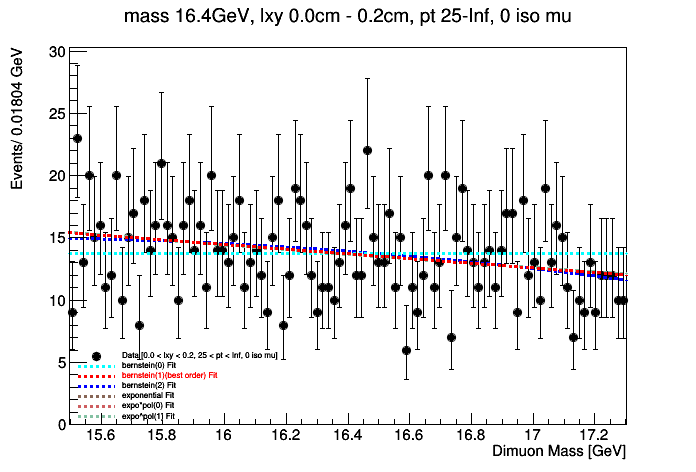 mass 16.4GeV, lxy 0.0cm - 0.2cm, pt 25-Inf, 0 iso mu
Events/ 0.01804 GeV
30
25
20
15
10
5
0
Data[0.0 < lxy < 0.2, 25 < pt < Inf, 0 iso mu]
bernstein(0) Fit
bernstein(1)(best order) Fit
bernstein(2) Fit
exponential Fit
expo*pol(0) Fit
expo*pol(1) Fit
15.6 15.8 16 16.2 16.4 16.6 16.8 17 17.2
Dimuon Mass [GeV]